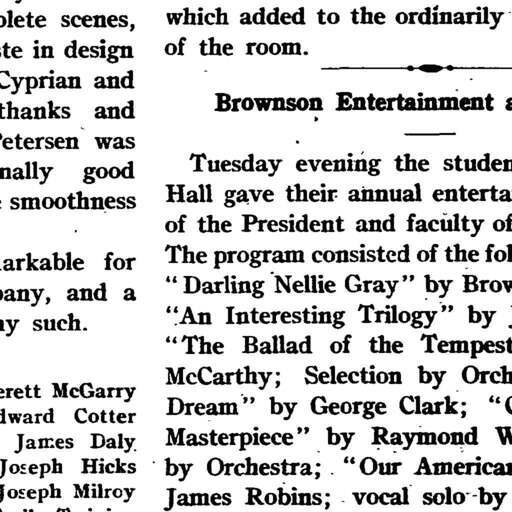 plete scenes,
ste in design
Cyprian and
thanks and
Petersen was
nally good
smoothness
arkable for
pany, and a
ny such.
erett McGarry
dward Cotter
James Daly
Joseph Hicks
Joseph Milroy
which added to the ordinarily
of the room.
Brownson Entertainment a
Tuesday evening the studen
Hall gave their annual enterta
of the President and faculty of
The program consisted of the fol
"Darling Nellie Gray" by Brow
"An Interesting Trilogy" by J
"The Ballad of the Tempest
McCarthy; Selection by Orch
Dream" by George Clark; "C
Masterpiece" by Raymond W
by Orchestra; "Our American
James Robins; vocal solo by